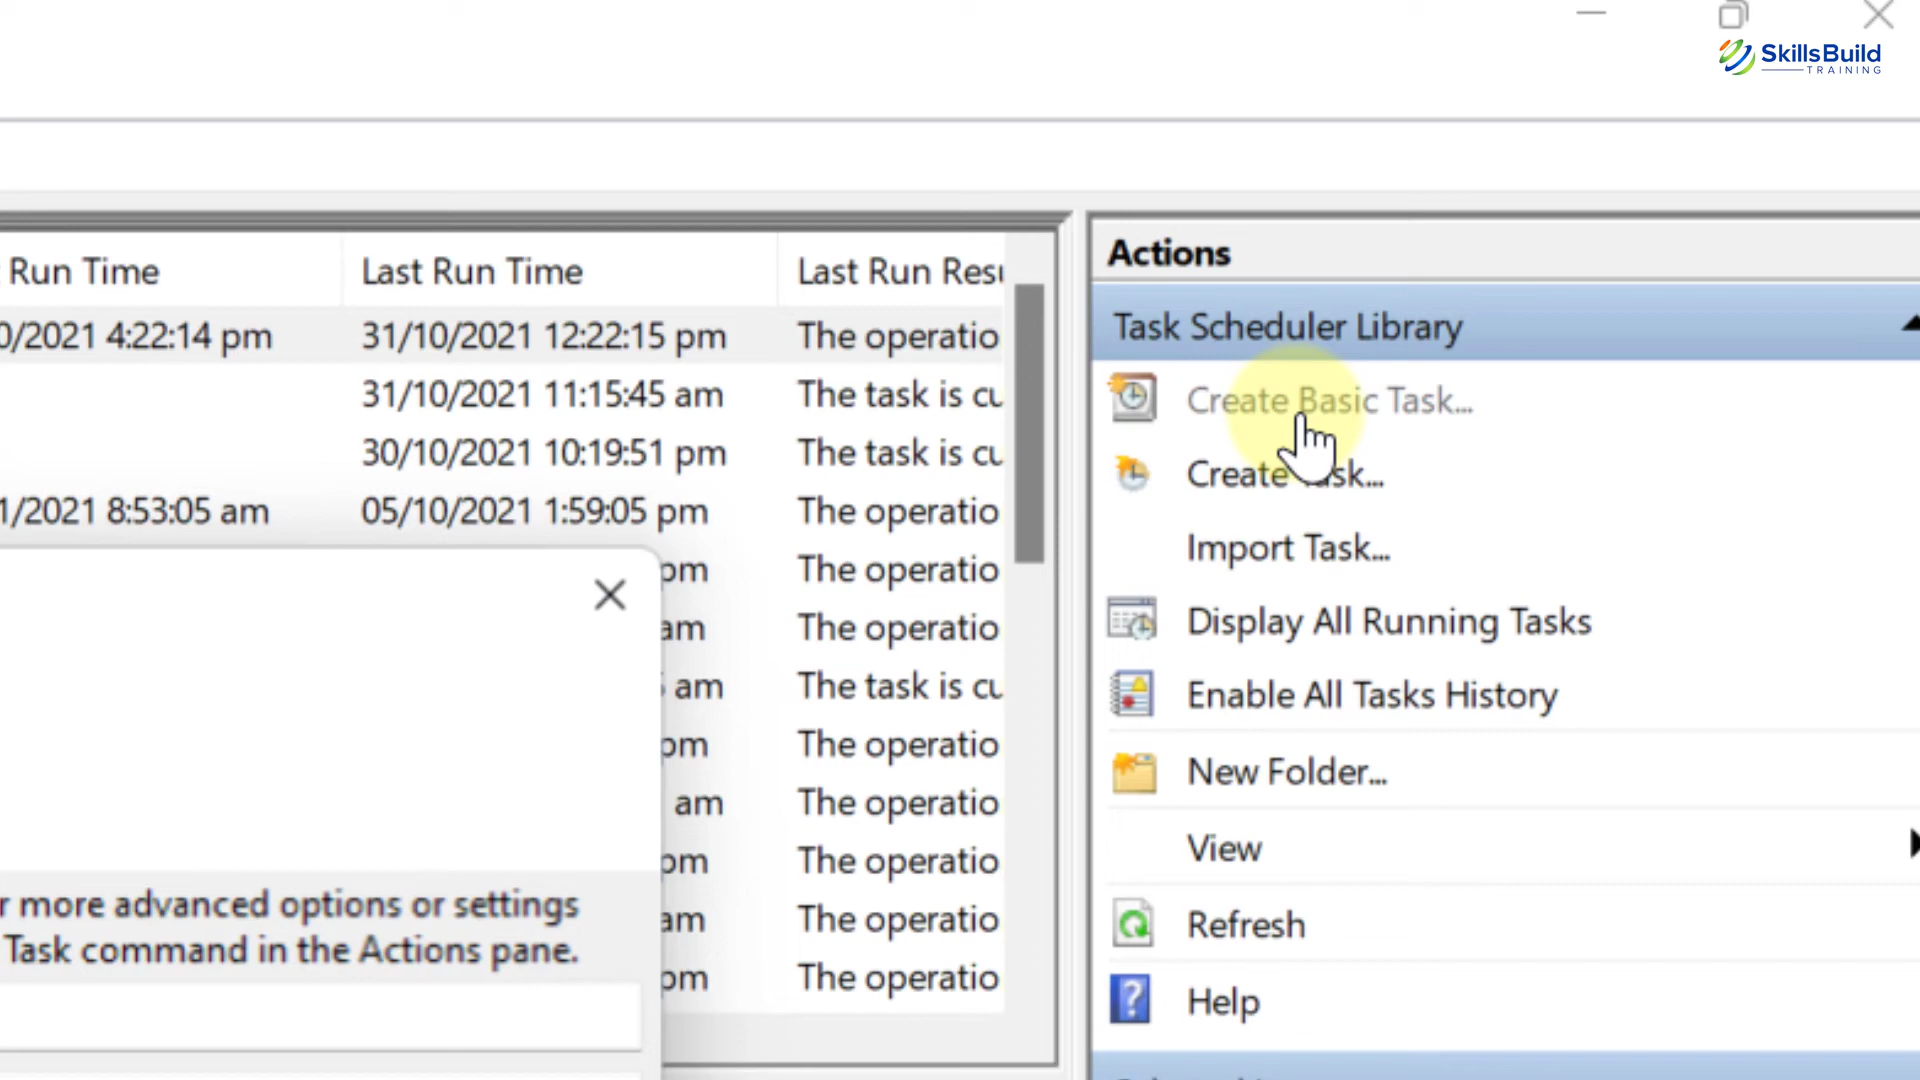 SkillsBuild
TRAINING
Run Time
Last Run Time
Last Run
Actions
Task Scheduler Library
0/2021 4:22:14 pm
31/10/2021 12:22:15 pm
The operatio
31/10/2021 11:15:45 am
The task is cu
30/10/2021 10:19:51 pm
The task is cu
1/2021 8:53:05 am
05/10/2021 1:59:05 pm
The operatio
pm
The operatio
am
The operatio
am
The task is cu
pm
The operatio
am
The operatio
pm
The operatio
am
The operatio
pm
The operatio
r more advanced options or settings
Task command in the Actions pane.
Create Basic Task...
Create Task...
Import Task...
Display All Running Tasks
Enable All Tasks History
New Folder...
View
Refresh
Help